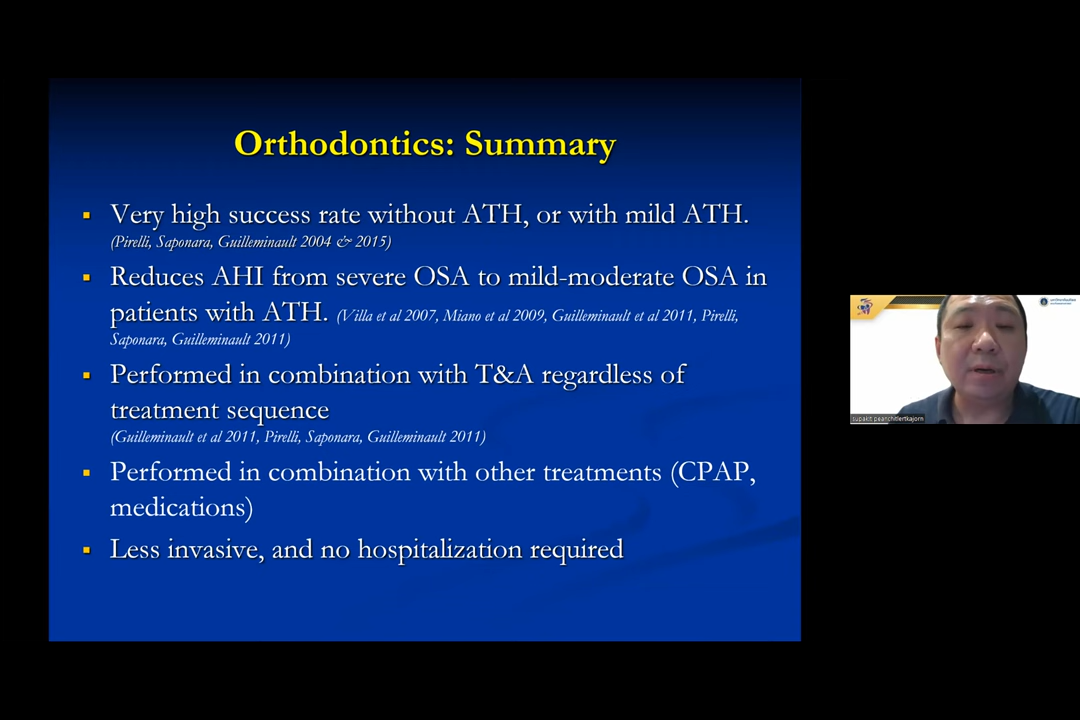 Orthodontics: Summary
▪ Very high success rate without ATH, or with mild ATH.
(Pirelli, Saponara, Guilleminault 2004 & 2015)
▪ Reduces AHI from severe OSA to mild-moderate OSA in
patients with ATH. (Villa et al 2007, Miano et al 2009, Guilleminault et al 2011, Pirelli,
Saponara, Guilleminault 2011)
▪ Performed in combination with T&A regardless of
treatment sequence
(Guilleminault et al 2011, Pirelli, Saponara, Guilleminault 2011)
▪ Performed in combination with other treatments (CPAP,
medications)
▪ Less invasive, and no hospitalization required
supakit peanchitlertkajorn